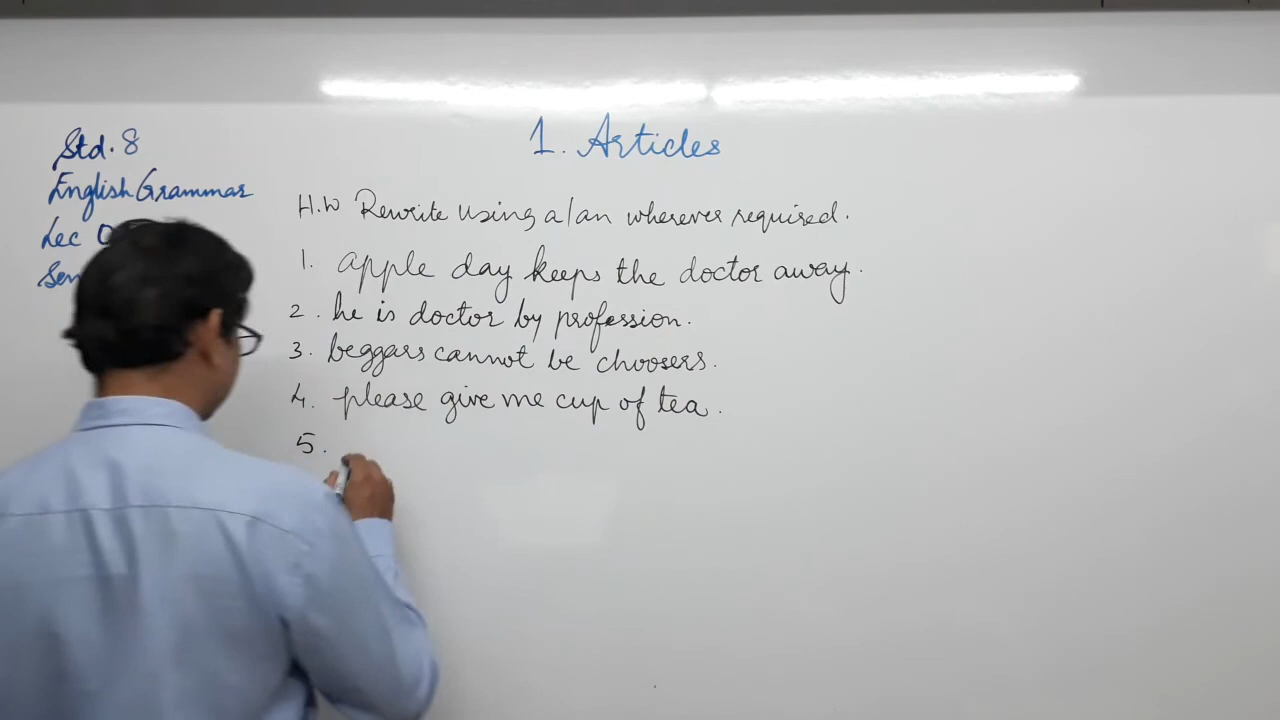 1. Articles
Std. 8
English Grammar
Lec
H.W Rewrite using a/an wherever required.
1. apple day keeps the doctor away.
2. he is doctor by profession.
3. beggars cannot be choosers.
4. please give me cup of tea.
5.